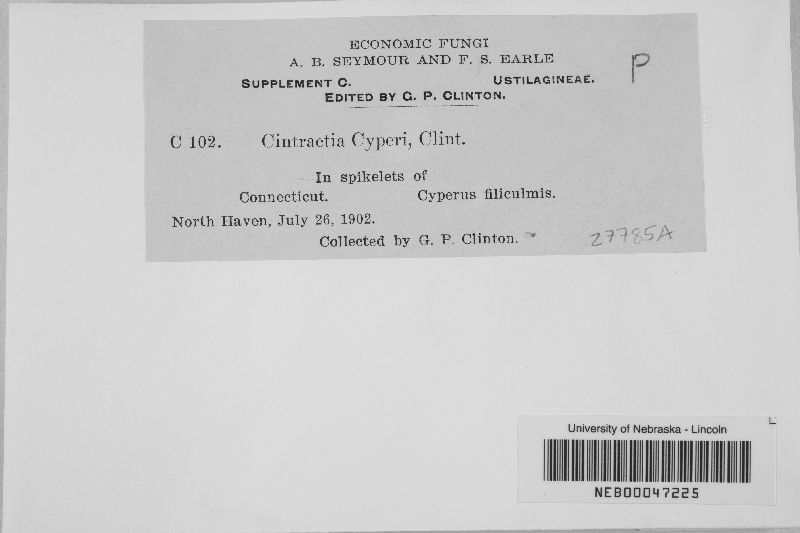 ECONOMIC FUNGI
A. B. SEYMOUR AND F. S. EARLE
SUPPLEMENT C. USTILAGINEAE.
EDITED BY G. P. CLINTON.
P
C 102. Cintractia Cyperi, Clint.
In spikelets of
Connecticut. Cyperus filiculmis.
North Haven, July 26, 1902.
Collected by G. P. Clinton.
27785A
University of Nebraska - Lincoln
NEB00047225